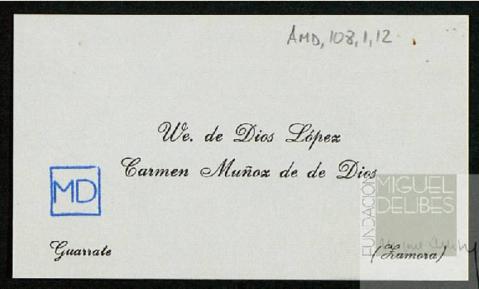 AMD, 108, 1, 12
We. de Dios López
Carmen Muñoz de de Dios
MD
FUNDACIÓN
MIGUEL
DELIBES
Guarrate
(Zamora)